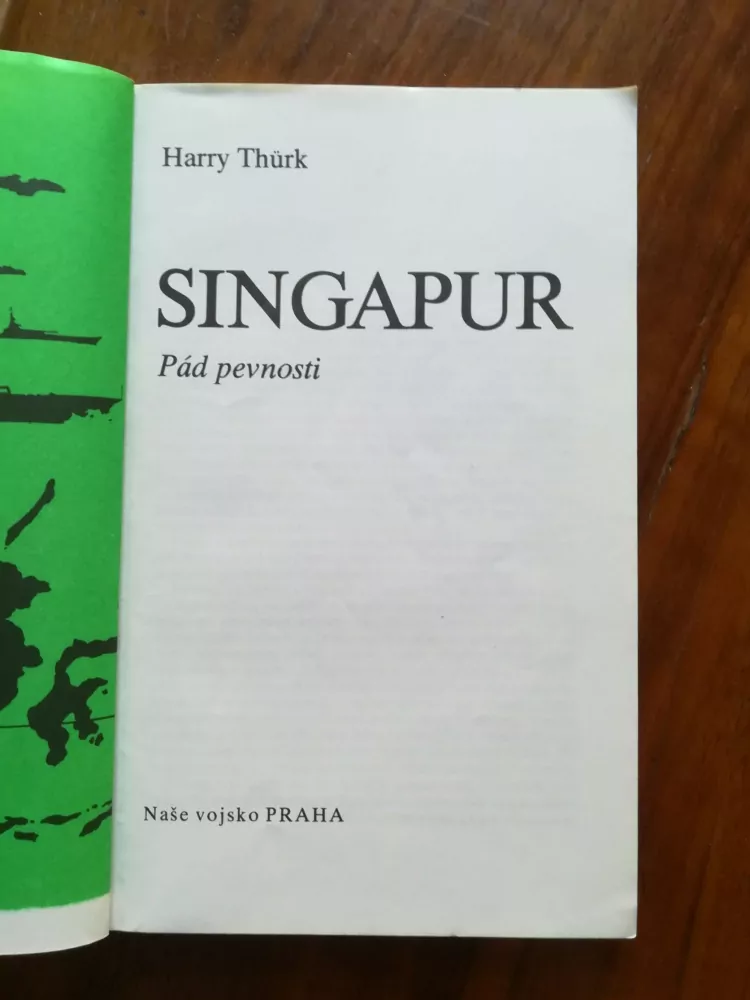 Harry Thürk
SINGAPUR
Pád pevnosti
Naše vojsko PRAHA